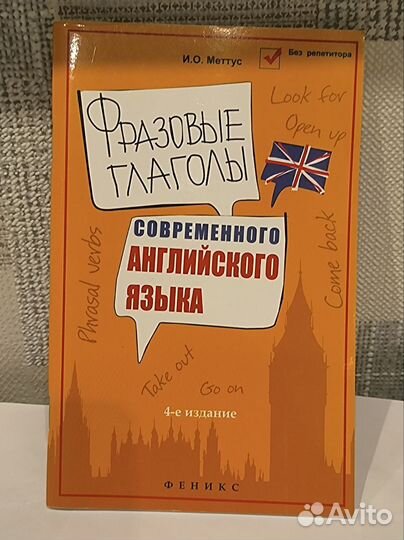 И.О. Меттус
Без репетитора
Look for
Open up
ФРАЗОВЫЕ
ГЛАГОЛЫ
СОВРЕМЕННОГО
АНГЛИЙСКОГО
ЯЗЫКА
Phrasal verbs
Come back
Take out
Go on
4-е издание
ФЕНИКС
Avito